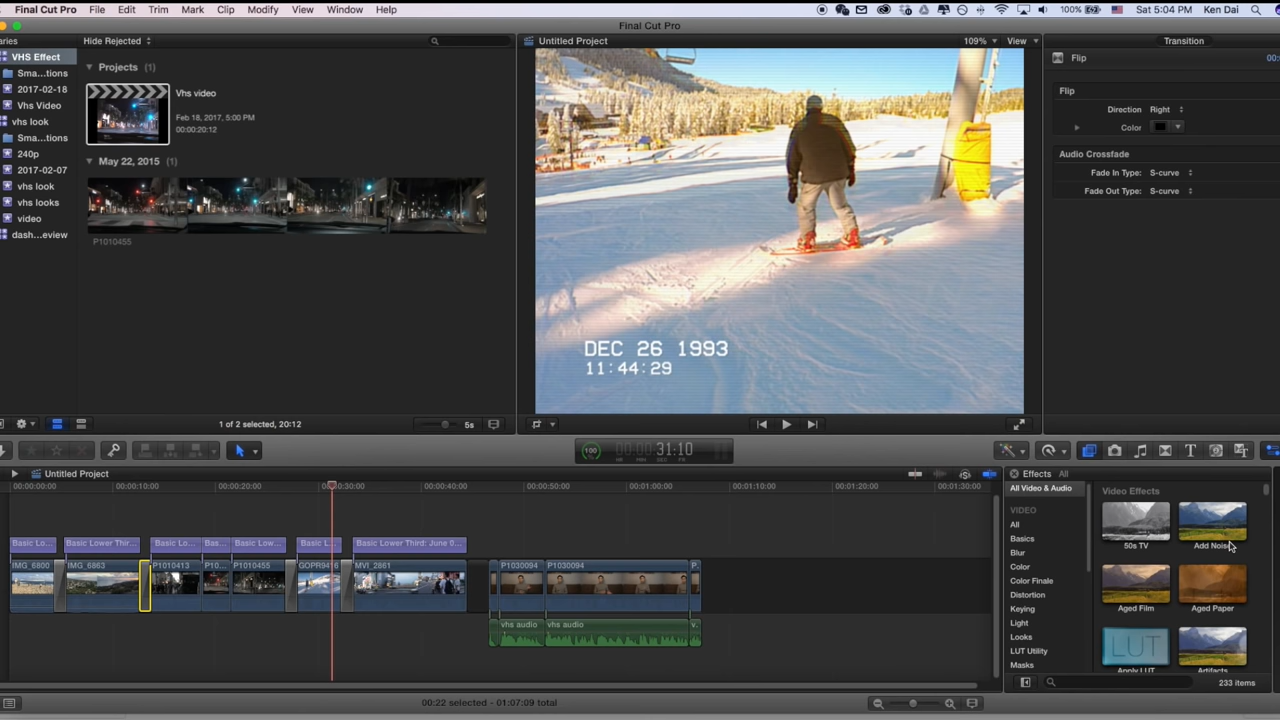 Final Cut Pro File Edit Trim Mark Clip Modify View Window Help 100% Sat 5:04 PM Ken Dai
Final Cut Pro
Hide Rejected
VHS Effect
Sma...tions
2017-02-18
Vhs Video
vhs look
Sma...tions
240p
2017-02-07
vhs look
vhs looks
video
dash...eview
Projects (1)
Vhs video
Feb 18, 2017, 5:00 PM
00:00:20:12
May 22, 2015 (1)
P1010455
1 of 2 selected, 20:12
5s
Untitled Project 109% View
DEC 26 1993
11:44:29
Transition
Flip
Flip
Direction Right
Color
Audio Crossfade
Fade In Type: S-curve
Fade Out Type: S-curve
100 31:10
Untitled Project
00:00:00:00 00:00:10:00 00:00:20:00 00:00:30:00 00:00:40:00 00:00:50:00 00:01:00:00 00:01:10:00 00:01:20:00 00:01:30:00
Basic Lo... Basic Lower Thir... Basic Lo... Bas... Basic Low... Basic L... Basic Lower Third: June 0...
IMG_6800 IMG_6863 P1010413 P10... P1010455 GOPR9416 MVI_2861 P1030094 P1030094 P.
vhs audio vhs audio v.
Effects All
All Video & Audio
VIDEO
All
Basics
Blur
Color
Color Finale
Distortion
Keying
Light
Looks
LUT Utility
Masks
Video Effects
50s TV Add Noise
Aged Film Aged Paper
LUT
Apply LUT Artifacts
233 items
00:22 selected - 01:07:09 total